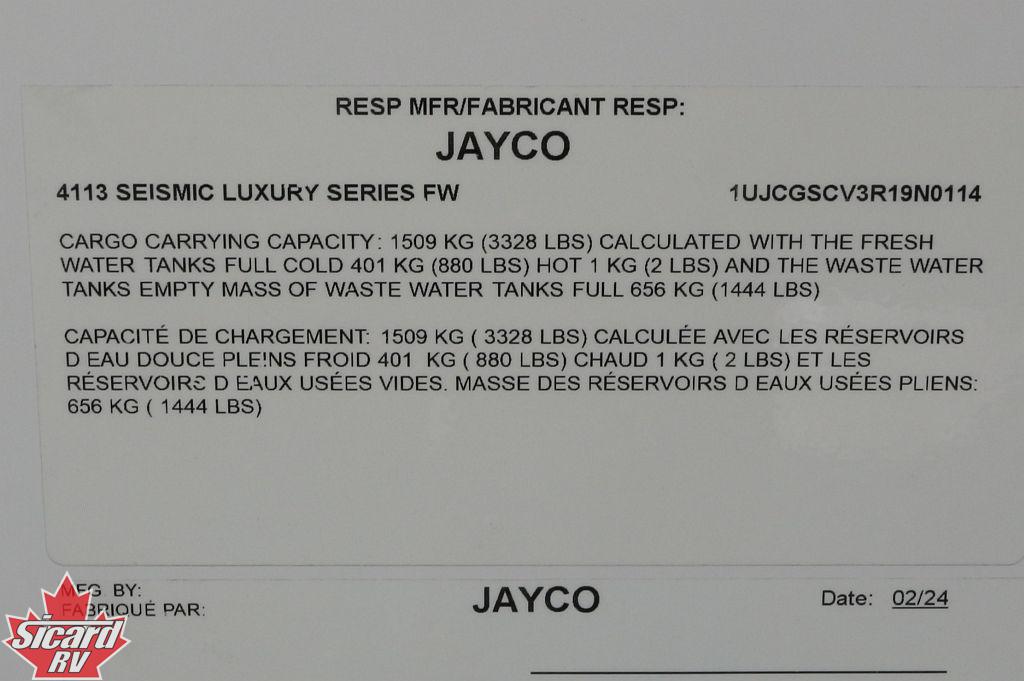 RESP MFR/FABRICANT RESP:
JAYCO
4113 SEISMIC LUXURY SERIES FW 1UJCGSCV3R19N0114
CARGO CARRYING CAPACITY: 1509 KG (3328 LBS) CALCULATED WITH THE FRESH
WATER TANKS FULL COLD 401 KG (880 LBS) HOT 1 KG (2 LBS) AND THE WASTE WATER
TANKS EMPTY MASS OF WASTE WATER TANKS FULL 656 KG (1444 LBS)
CAPACITÉ DE CHARGEMENT: 1509 KG ( 3328 LBS) CALCULÉE AVEC LES RÉSERVOIRS
D EAU DOUCE PLEINS FROID 401 KG ( 880 LBS) CHAUD 1 KG ( 2 LBS) ET LES
RÉSERVOIRS D EAUX USÉES VIDES. MASSE DES RÉSERVOIRS D EAUX USÉES PLIENS:
656 KG ( 1444 LBS)
MFG BY:
FABRIQUÉ PAR: JAYCO Date: 02/24
Sicard
RV